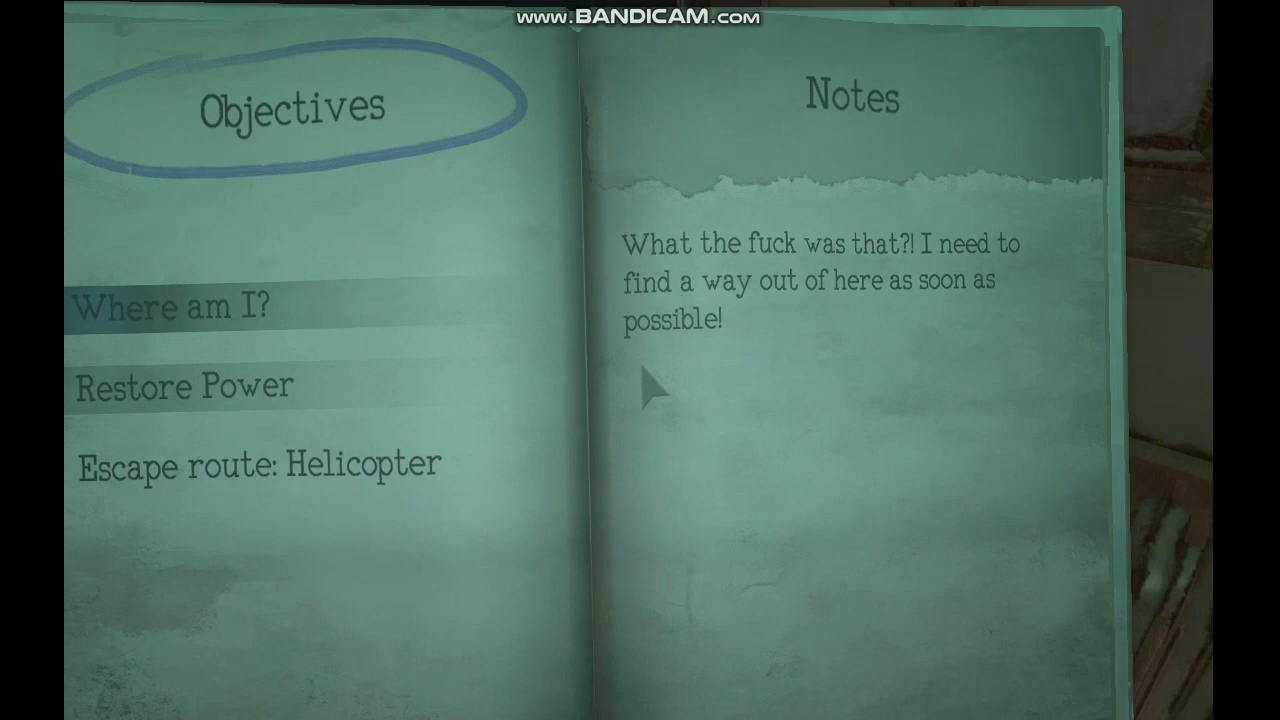 www.BANDICAM.com
Objectives
Where am I?
Restore Power
Escape route: Helicopter
Notes
What the fuck was that?! I need to
find a way out of here as soon as
possible!